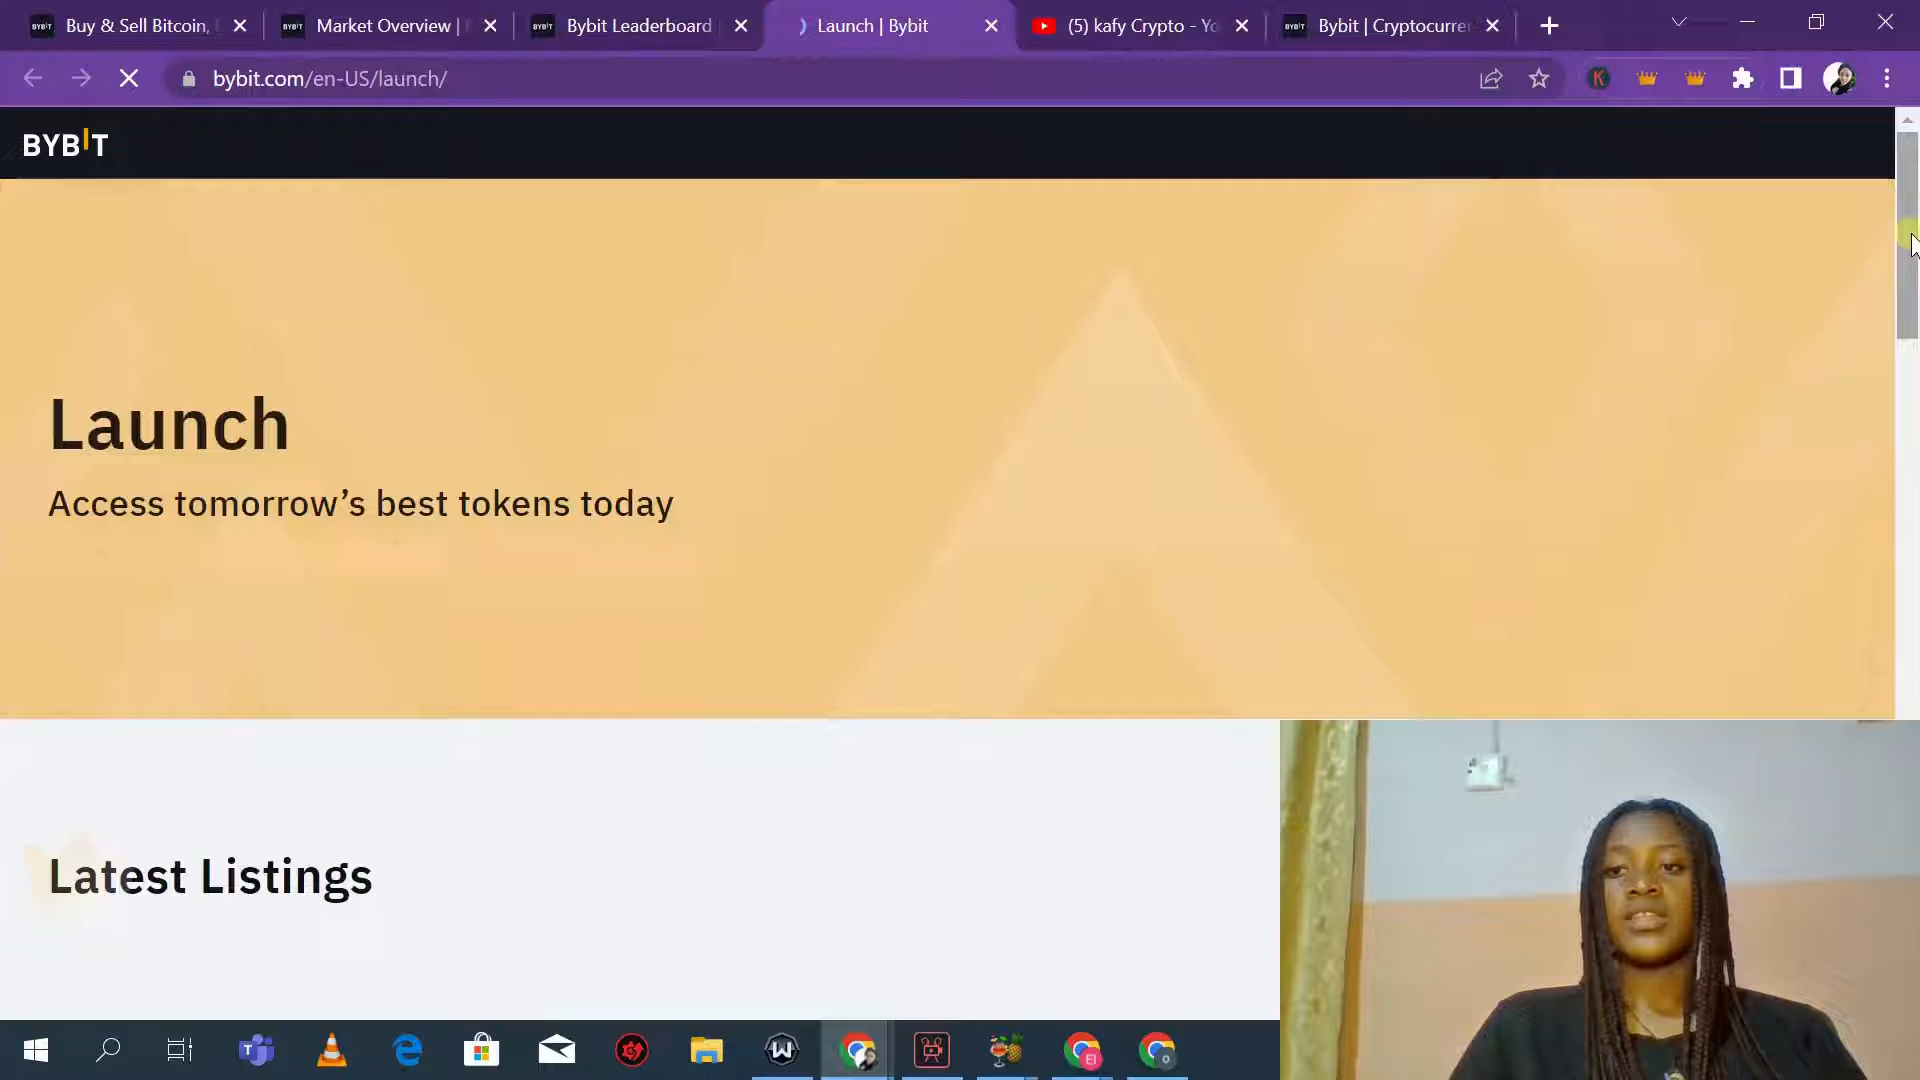 Buy & Sell Bitcoin,
Market Overview |
Bybit Leaderboard
Launch | Bybit
(5) kafy Crypto - Yo
Bybit | Cryptocurre
bybit.com/en-US/launch/
BYBIT
Launch
Access tomorrow’s best tokens today
Latest Listings